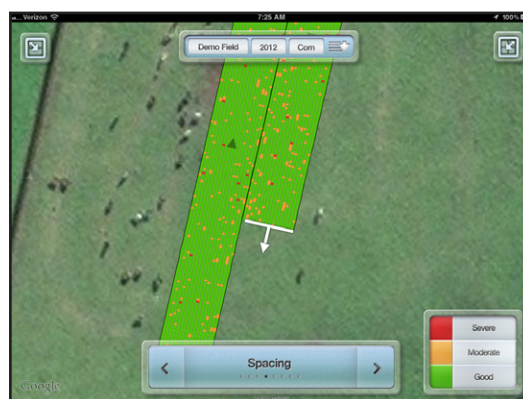 Verizon 7:25 AM 100%
Demo Field 2012 Corn
Spacing
Severe
Moderate
Good
Google